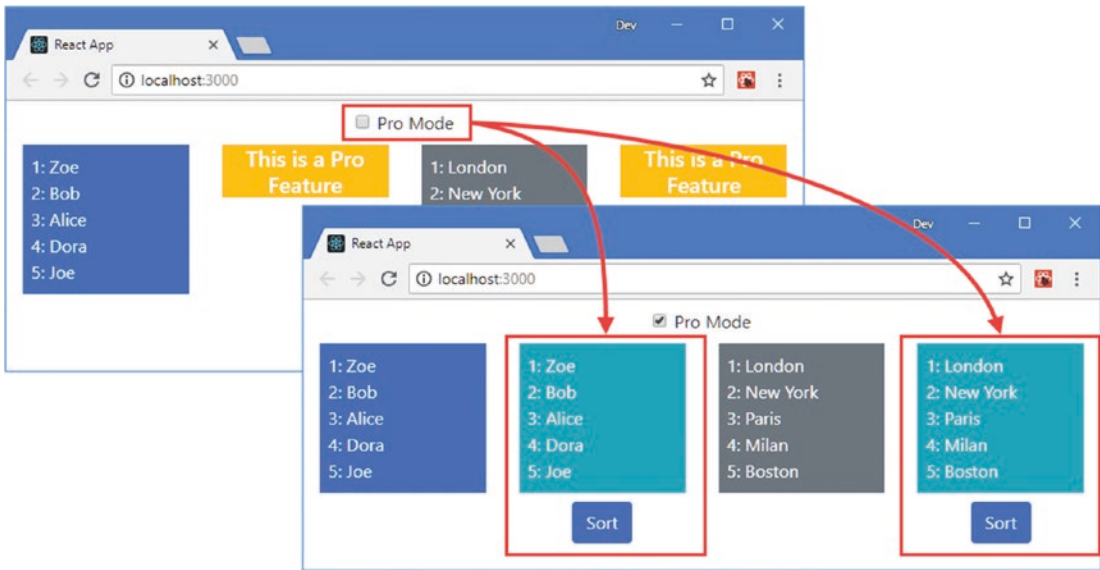 Dev
React App
localhost:3000
Pro Mode
1: Zoe
2: Bob
3: Alice
4: Dora
5: Joe
This is a Pro
Feature
1: London
2: New York
This is a Pro
Feature
Dev
React App
localhost:3000
Pro Mode
1: Zoe
2: Bob
3: Alice
4: Dora
5: Joe
1: Zoe
2: Bob
3: Alice
4: Dora
5: Joe
Sort
1: London
2: New York
3: Paris
4: Milan
5: Boston
1: London
2: New York
3: Paris
4: Milan
5: Boston
Sort